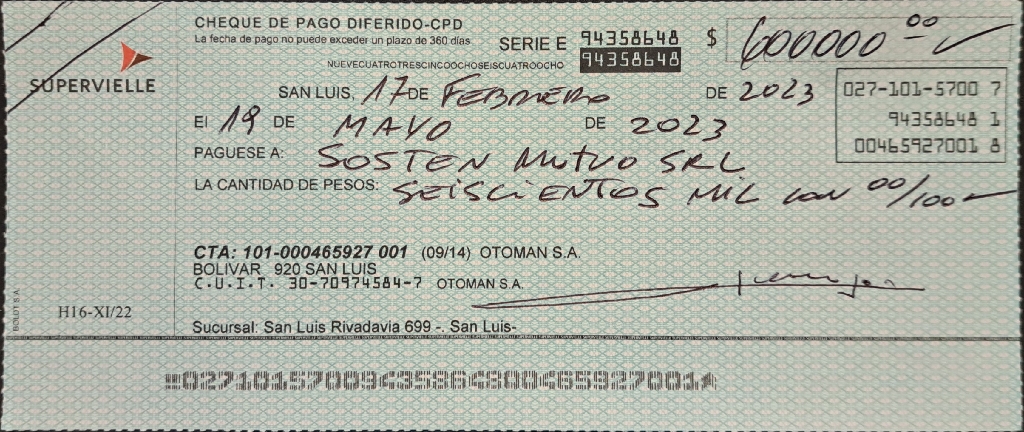 CHEQUE DE PAGO DIFERIDO-CPD
La fecha de pago no puede exceder un plazo de 360 días
SERIE E 94358648 $ 600000 00
NUEVECUATROTRESCINCOOCHOSEISCUATROOCHO 94358648
SUPERVIELLE
SAN LUIS, 17 DE FEBRERO DE 2023
027-101-5700 7
El 19 DE MAYO DE 2023
94358648 1
00465927001 8
PAGUESE A: SOSTEN MUTUO SRL
LA CANTIDAD DE PESOS: SEISCIENTOS MIL CON 00/100
CTA: 101-000465927 001 (09/14) OTOMAN S.A.
BOLIVAR 920 SAN LUIS
C.U.I.T. 30-70974584-7 OTOMAN S.A.
BOLDT S.A.
H16-XI/22
Sucursal: San Luis Rivadavia 699 -. San Luis-
02710157009435864880465927001